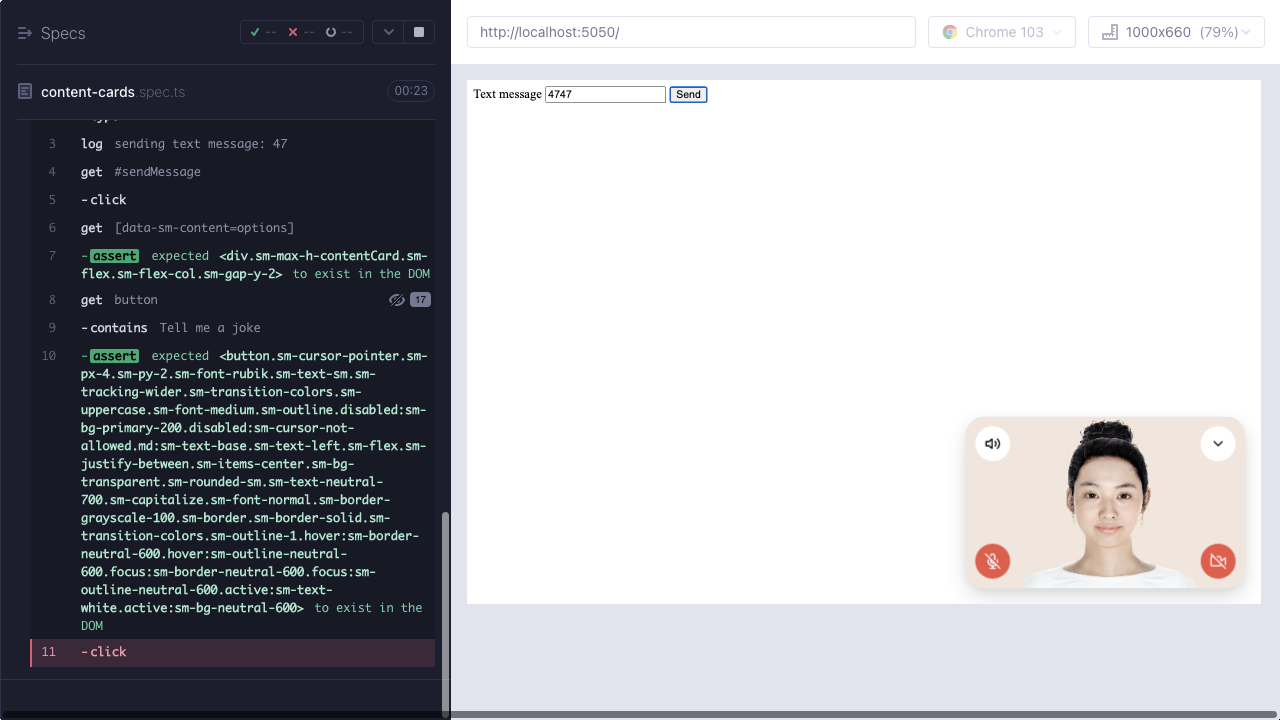 Specs
-- -- --
content-cards.spec.ts
00:23
3 log sending text message: 47
4 get #sendMessage
5 -click
6 get [data-sm-content=options]
7 -assert expected <div.sm-max-h-contentCard.sm-
flex.sm-flex-col.sm-gap-y-2> to exist in the DOM
8 get button 17
9 -contains Tell me a joke
10 -assert expected <button.sm-cursor-pointer.sm-
px-4.sm-py-2.sm-font-rubik.sm-text-sm.sm-
tracking-wider.sm-transition-colors.sm-
uppercase.sm-font-medium.sm-outline.disabled:sm-
bg-primary-200.disabled:sm-cursor-not-
allowed.md:sm-text-base.sm-text-left.sm-flex.sm-
justify-between.sm-items-center.sm-bg-
transparent.sm-rounded-sm.sm-text-neutral-
700.sm-capitalize.sm-font-normal.sm-border-
grayscale-100.sm-border.sm-border-solid.sm-
transition-colors.sm-outline-1.hover:sm-border-
neutral-600.hover:sm-outline-neutral-
600.focus:sm-border-neutral-600.focus:sm-
outline-neutral-600.active:sm-text-
white.active:sm-bg-neutral-600> to exist in the
DOM
11 -click
http://localhost:5050/
Chrome 103
1000x660 (79%)
Text message 4747 Send